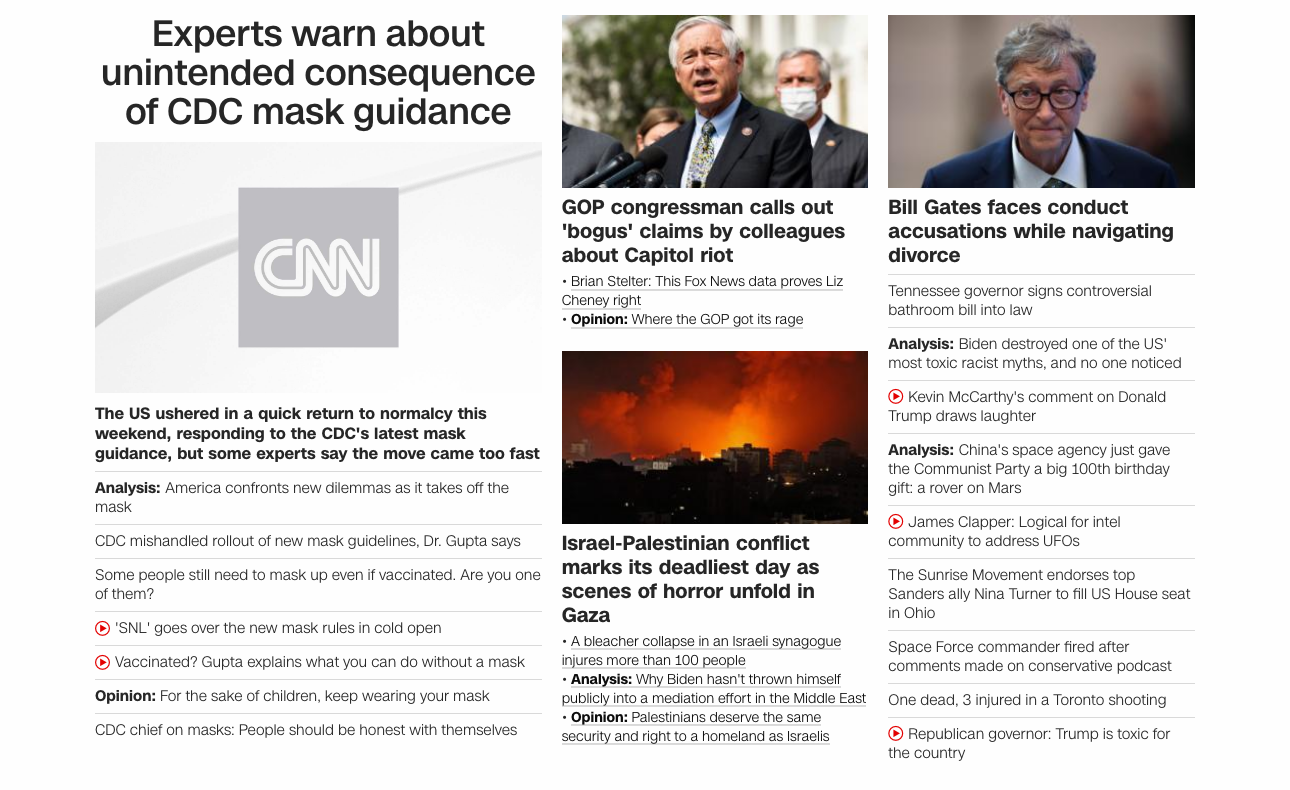 Experts warn about
unintended consequence
of CDC mask guidance
CNN
The US ushered in a quick return to normalcy this
weekend, responding to the CDC's latest mask
guidance, but some experts say the move came too fast
Analysis: America confronts new dilemmas as it takes off the
mask
CDC mishandled rollout of new mask guidelines, Dr. Gupta says
Some people still need to mask up even if vaccinated. Are you one
of them?
'SNL' goes over the new mask rules in cold open
Vaccinated? Gupta explains what you can do without a mask
Opinion: For the sake of children, keep wearing your mask
CDC chief on masks: People should be honest with themselves
GOP congressman calls out
'bogus' claims by colleagues
about Capitol riot
• Brian Stelter: This Fox News data proves Liz
Cheney right
• Opinion: Where the GOP got its rage
Israel-Palestinian conflict
marks its deadliest day as
scenes of horror unfold in
Gaza
• A bleacher collapse in an Israeli synagogue
injures more than 100 people
• Analysis: Why Biden hasn't thrown himself
publicly into a mediation effort in the Middle East
• Opinion: Palestinians deserve the same
security and right to a homeland as Israelis
Bill Gates faces conduct
accusations while navigating
divorce
Tennessee governor signs controversial
bathroom bill into law
Analysis: Biden destroyed one of the US'
most toxic racist myths, and no one noticed
Kevin McCarthy's comment on Donald
Trump draws laughter
Analysis: China's space agency just gave
the Communist Party a big 100th birthday
gift: a rover on Mars
James Clapper: Logical for intel
community to address UFOs
The Sunrise Movement endorses top
Sanders ally Nina Turner to fill US House seat
in Ohio
Space Force commander fired after
comments made on conservative podcast
One dead, 3 injured in a Toronto shooting
Republican governor: Trump is toxic for
the country